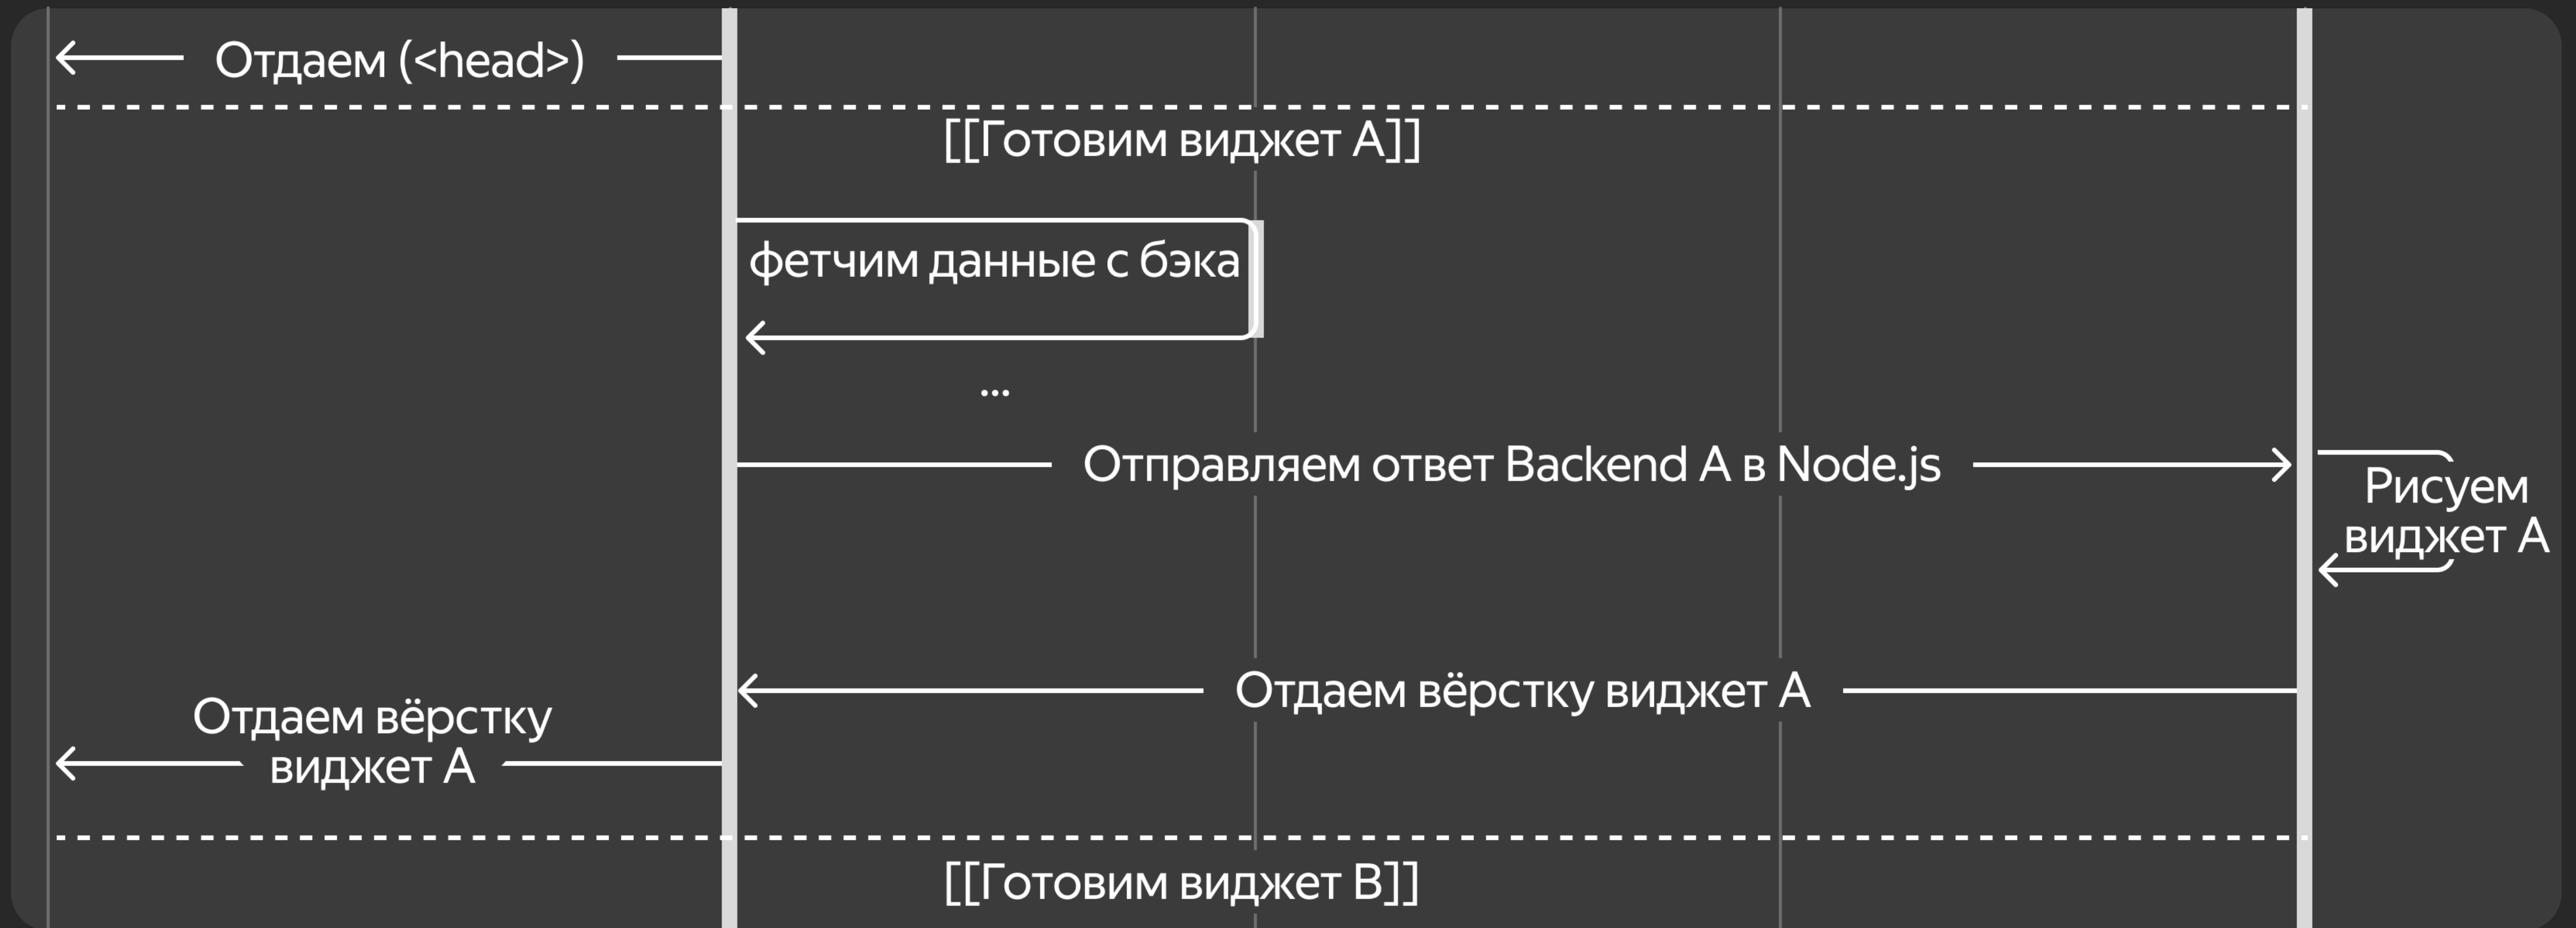 Отдаем (<head>)
[[Готовим виджет A]]
фетчим данные с бэка
...
Отправляем ответ Backend A в Node.js
Рисуем
виджет A
Отдаем вёрстку виджет A
Отдаем вёрстку
виджет A
[[Готовим виджет B]]